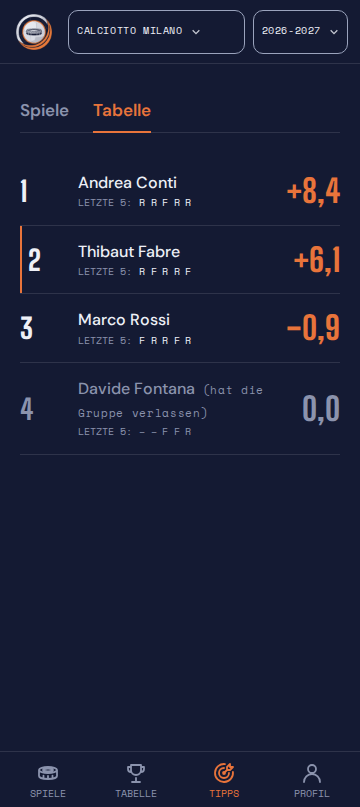 CALCIOTTO MILANO
2026-2027
Spiele
Tabelle
1
Andrea Conti
+8,4
LETZTE 5: R R F R R
2
Thibaut Fabre
+6,1
LETZTE 5: R F R R F
3
Marco Rossi
−0,9
LETZTE 5: F R R F R
4
Davide Fontana (hat die
Gruppe verlassen)
0,0
LETZTE 5: – – F F R
SPIELE
TABELLE
TIPPS
PROFIL